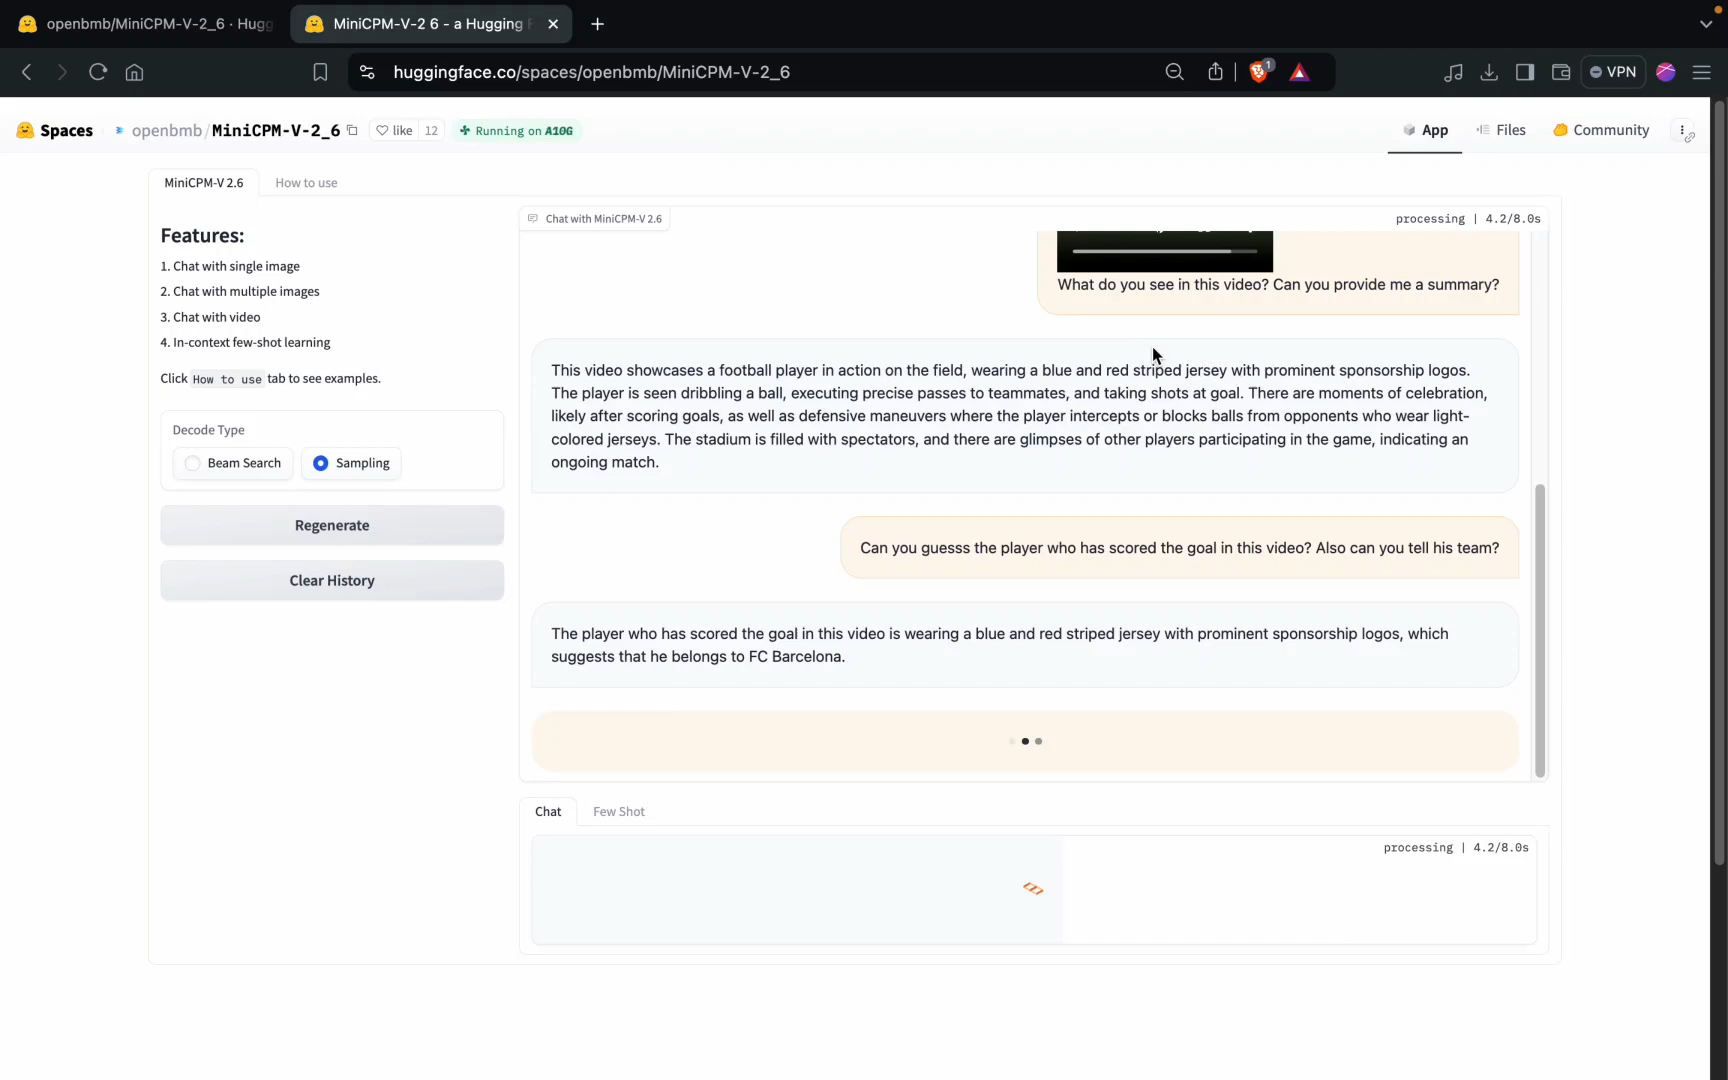 openbmb/MiniCPM-V-2_6 · Hugg
MiniCPM-V-2 6 - a Hugging F
huggingface.co/spaces/openbmb/MiniCPM-V-2_6
1
VPN
Spaces
openbmb/MiniCPM-V-2_6
like 12
Running on A10G
App
Files
Community
MiniCPM-V 2.6
How to use
Features:
1. Chat with single image
2. Chat with multiple images
3. Chat with video
4. In-context few-shot learning
Click How to use tab to see examples.
Decode Type
Beam Search
Sampling
Regenerate
Clear History
Chat with MiniCPM-V 2.6
processing | 4.2/8.0s
What do you see in this video? Can you provide me a summary?
This video showcases a football player in action on the field, wearing a blue and red striped jersey with prominent sponsorship logos.
The player is seen dribbling a ball, executing precise passes to teammates, and taking shots at goal. There are moments of celebration,
likely after scoring goals, as well as defensive maneuvers where the player intercepts or blocks balls from opponents who wear light-
colored jerseys. The stadium is filled with spectators, and there are glimpses of other players participating in the game, indicating an
ongoing match.
Can you guesss the player who has scored the goal in this video? Also can you tell his team?
The player who has scored the goal in this video is wearing a blue and red striped jersey with prominent sponsorship logos, which
suggests that he belongs to FC Barcelona.
Chat
Few Shot
processing | 4.2/8.0s